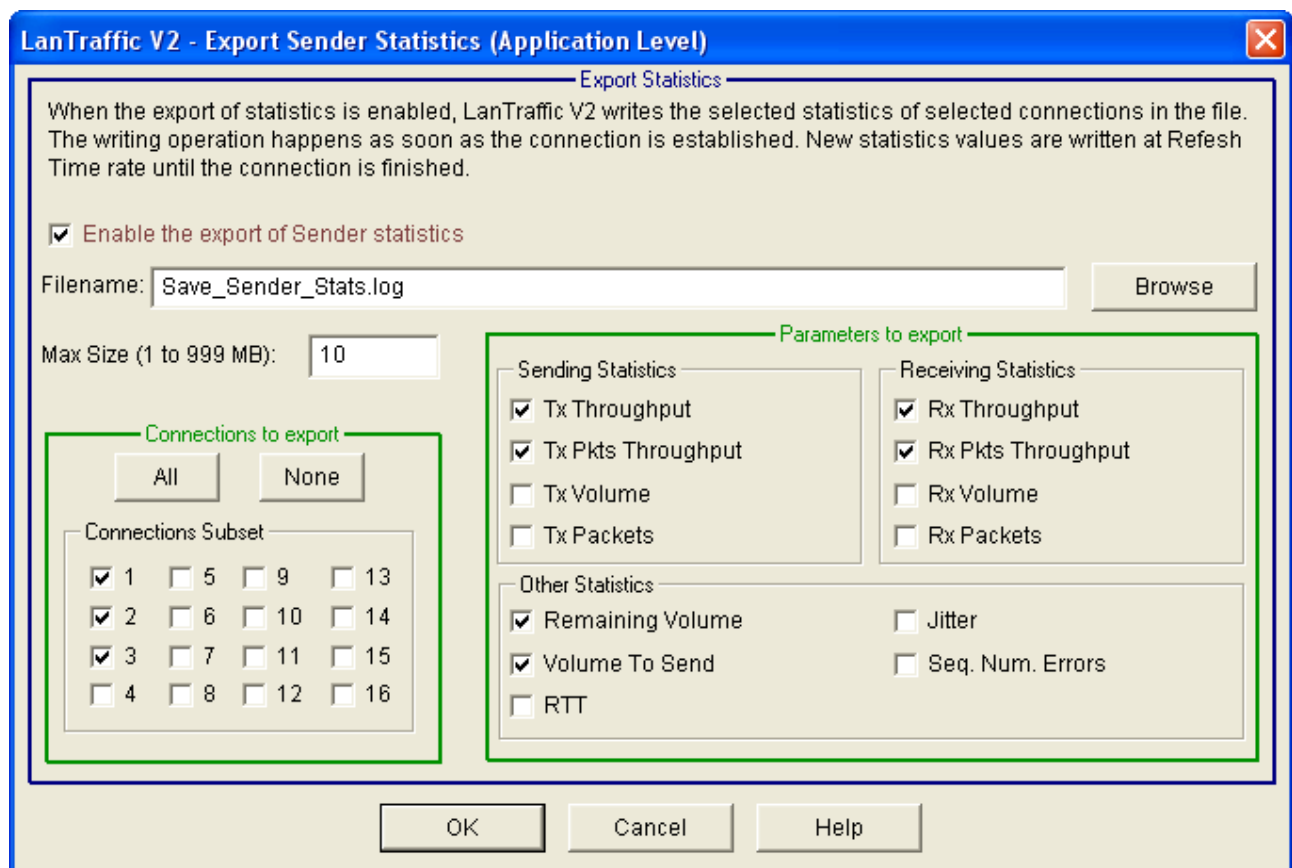 LanTraffic V2 - Export Sender Statistics (Application Level)
Export Statistics
When the export of statistics is enabled, LanTraffic V2 writes the selected statistics of selected connections in the file.
The writing operation happens as soon as the connection is established. New statistics values are written at Refesh
Time rate until the connection is finished.
Enable the export of Sender statistics
Filename: Save_Sender_Stats.log Browse
Max Size (1 to 999 MB): 10
Connections to export
All None
Connections Subset
1 5 9 13
2 6 10 14
3 7 11 15
4 8 12 16
Parameters to export
Sending Statistics
Tx Throughput
Tx Pkts Throughput
Tx Volume
Tx Packets
Receiving Statistics
Rx Throughput
Rx Pkts Throughput
Rx Volume
Rx Packets
Other Statistics
Remaining Volume Jitter
Volume To Send Seq. Num. Errors
RTT
OK Cancel Help